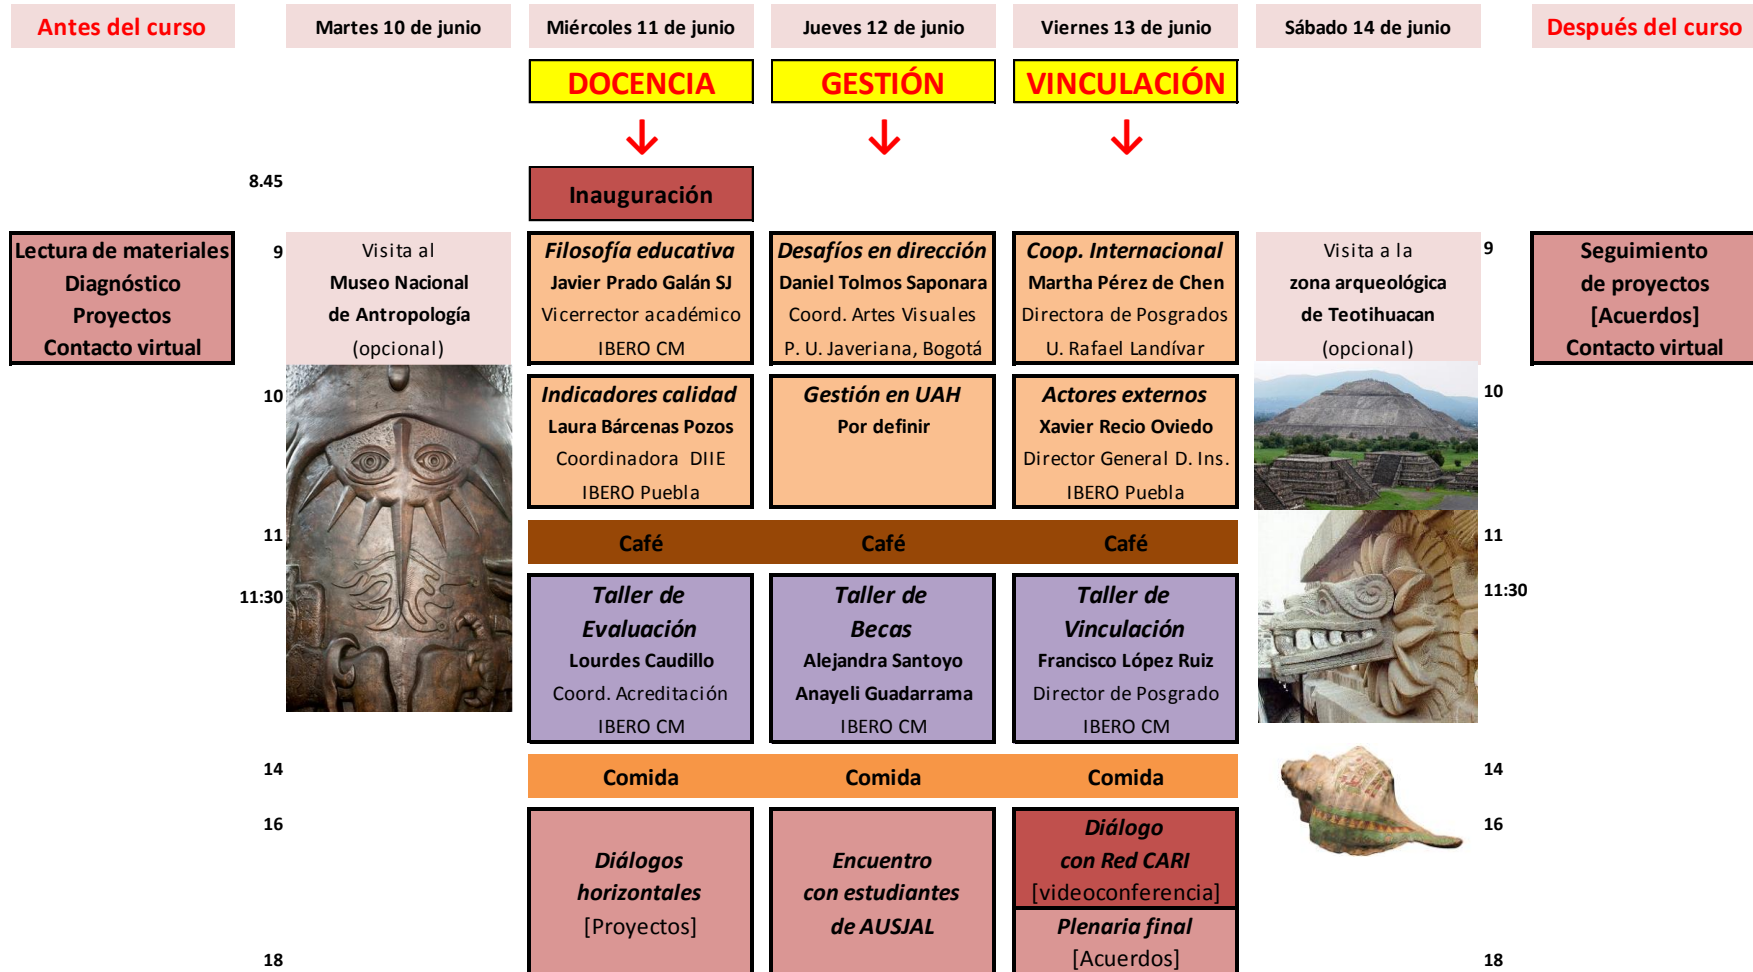 Antes del curso
Martes 10 de junio
Miércoles 11 de junio
Jueves 12 de junio
Viernes 13 de junio
Sábado 14 de junio
Después del curso
DOCENCIA
GESTIÓN
VINCULACIÓN
8.45
Inauguración
Lectura de materiales
Diagnóstico
Proyectos
Contacto virtual
9
Visita al
Museo Nacional
de Antropología
(opcional)
Filosofía educativa
Javier Prado Galán SJ
Vicerrector académico
IBERO CM
Desafíos en dirección
Daniel Tolmos Saponara
Coord. Artes Visuales
P. U. Javeriana, Bogotá
Coop. Internacional
Martha Pérez de Chen
Directora de Posgrados
U. Rafael Landívar
Visita a la
zona arqueológica
de Teotihuacan
(opcional)
9
Seguimiento
de proyectos
[Acuerdos]
Contacto virtual
10
Indicadores calidad
Laura Bárcenas Pozos
Coordinadora DIIE
IBERO Puebla
Gestión en UAH
Por definir
Actores externos
Xavier Recio Oviedo
Director General D. Ins.
IBERO Puebla
10
11
Café
Café
Café
11
11:30
Taller de
Evaluación
Lourdes Caudillo
Coord. Acreditación
IBERO CM
Taller de
Becas
Alejandra Santoyo
Anayeli Guadarrama
IBERO CM
Taller de
Vinculación
Francisco López Ruiz
Director de Posgrado
IBERO CM
11:30
14
Comida
Comida
Comida
14
16
Diálogos
horizontales
[Proyectos]
Encuentro
con estudiantes
de AUSJAL
Diálogo
con Red CARI
[videoconferencia]
Plenaria final
[Acuerdos]
16
18
18